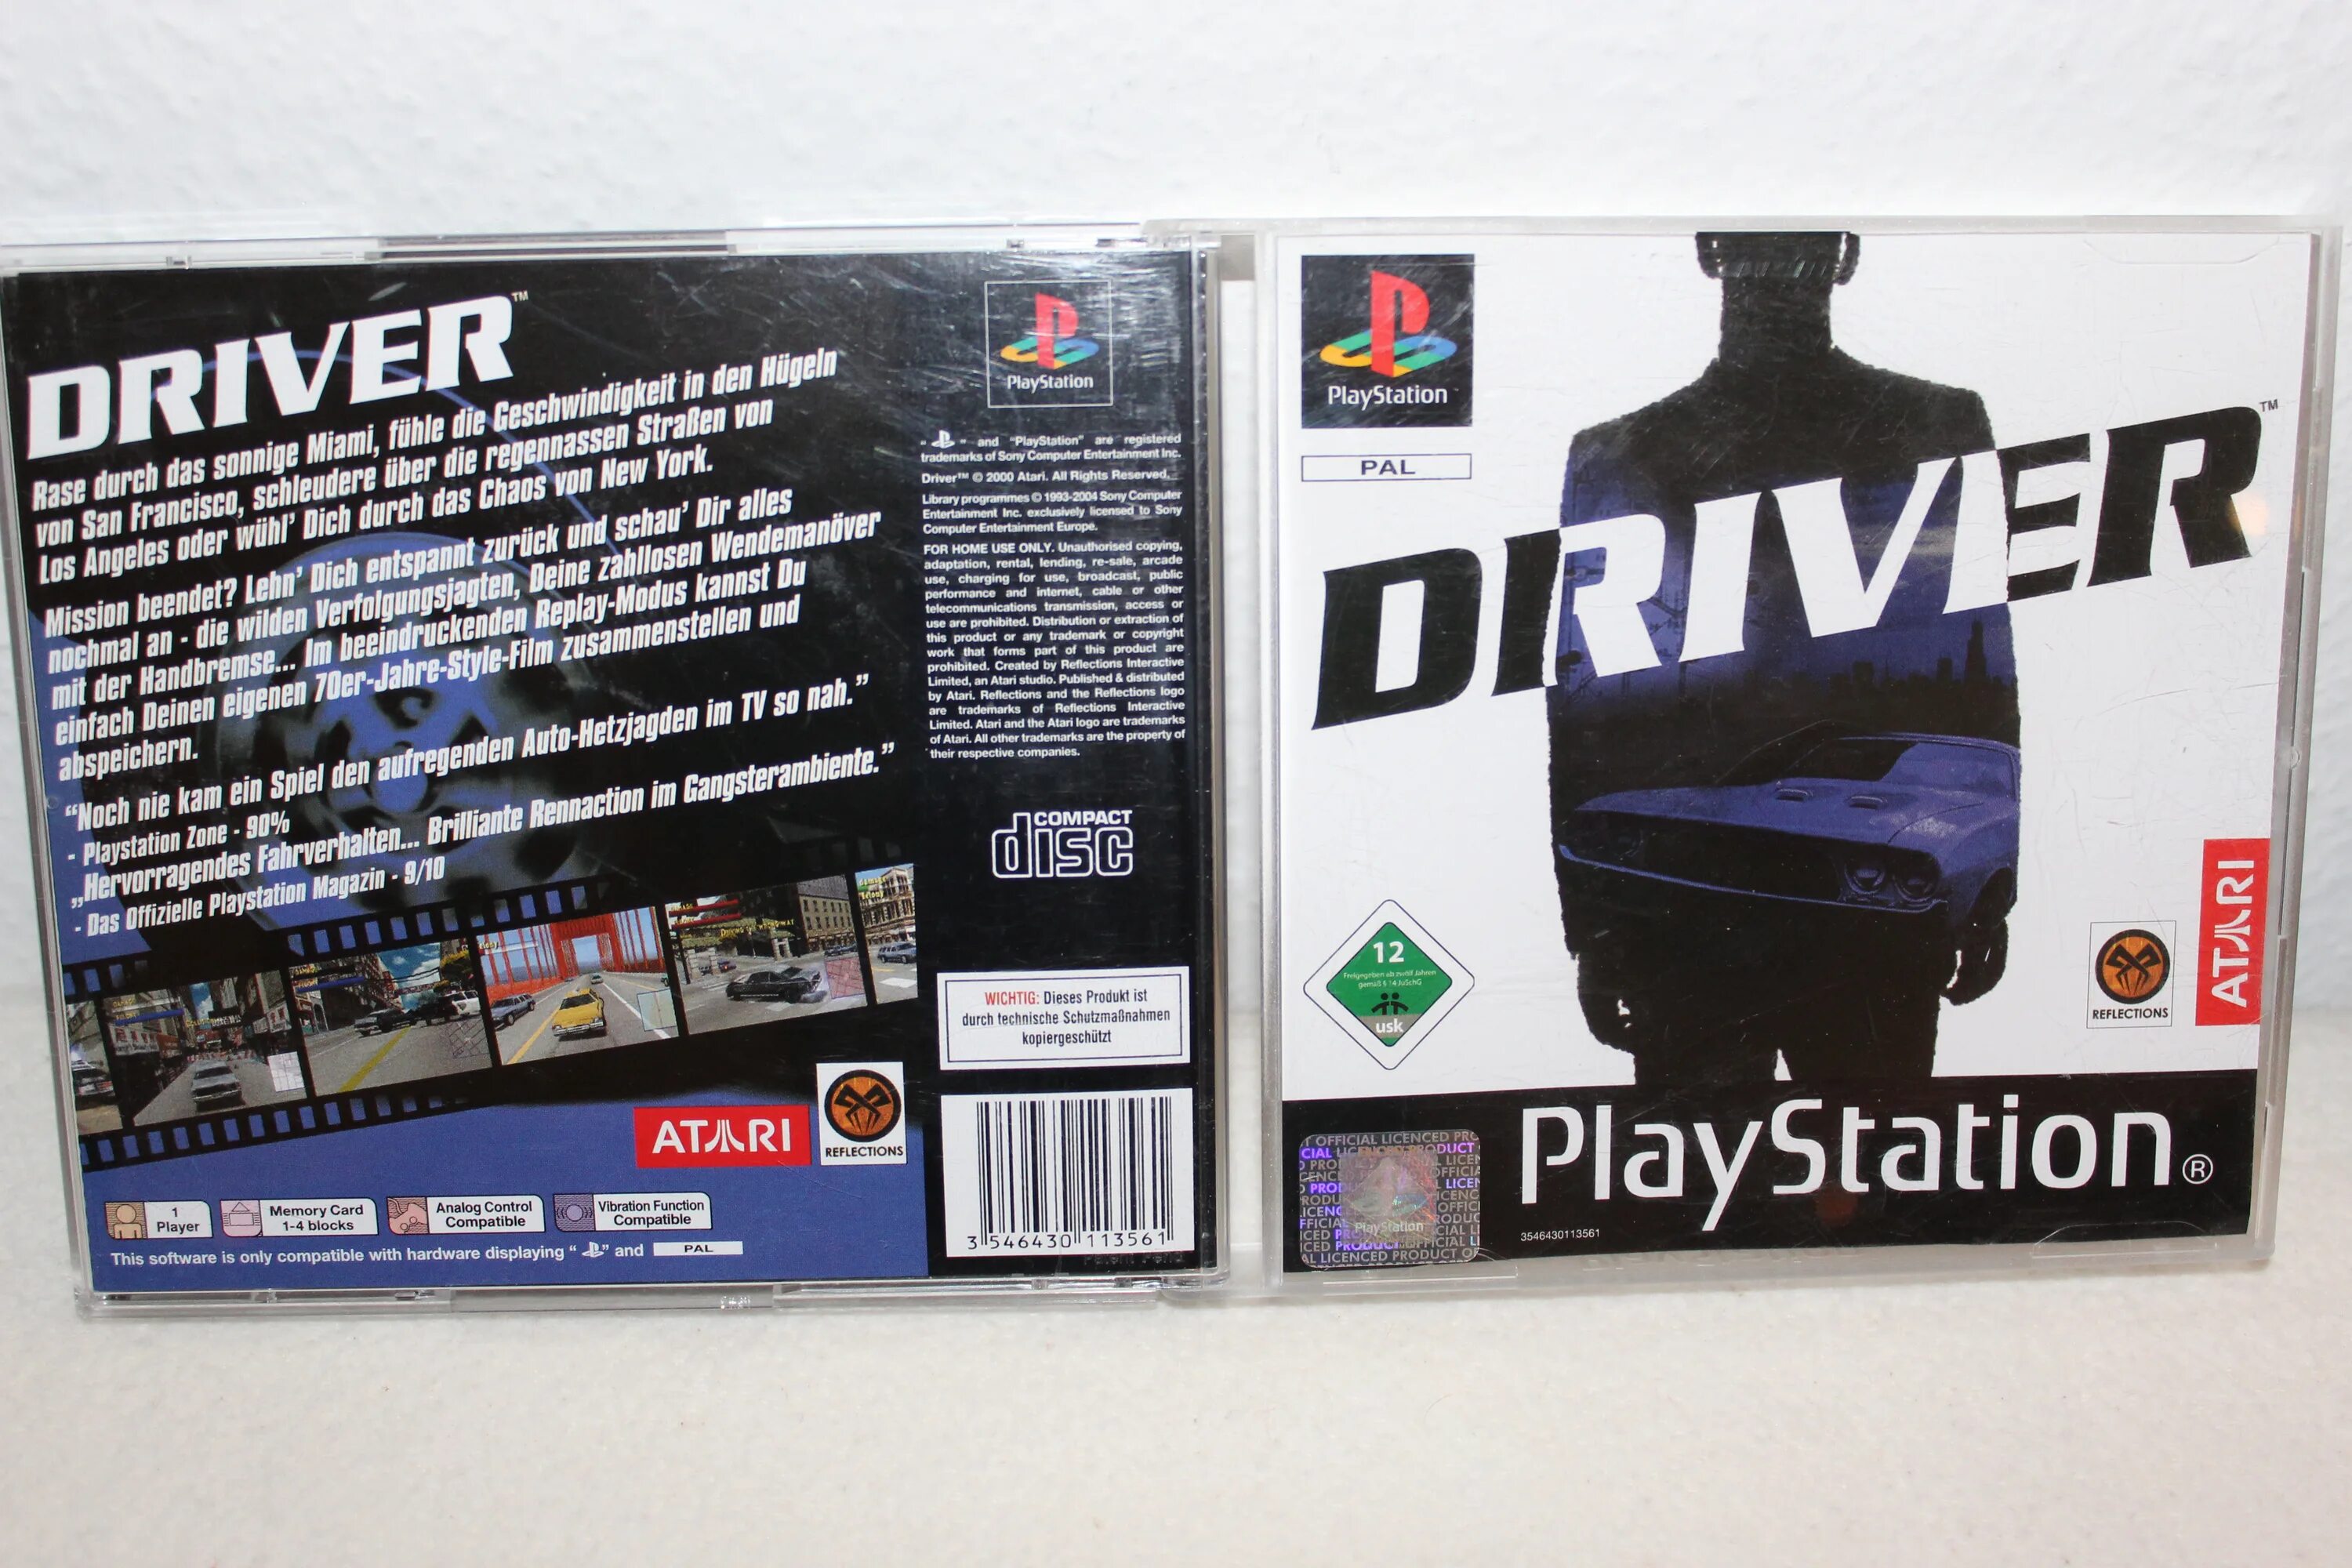 DRIVER™
Rase durch das sonnige Miami, fühle die Geschwindigkeit in den Hügeln
von San Francisco, schleudere über die regennassen Straßen von
Los Angeles oder wühl' Dich durch das Chaos von New York.
Mission beendet? Lehn' Dich entspannt zurück und schau' Dir alles
nochmal an - die wilden Verfolgungsjagten, Deine zahllosen Wendemanöver
mit der Handbremse... Im beeindruckenden Replay-Modus kannst Du
einfach Deinen eigenen 70er-Jahre-Style-Film zusammenstellen und
abspeichern.
“Noch nie kam ein Spiel den aufregenden Auto-Hetzjagden im TV so nah.”
- Playstation Zone - 90%
„Hervorragendes Fahrverhalten... Brilliante Rennaction im Gangsterambiente.”
- Das Offizielle Playstation Magazin - 9/10
ATARI
REFLECTIONS
1
Player
Memory Card
1-4 blocks
Analog Control
Compatible
Vibration Function
Compatible
This software is only compatible with hardware displaying “ ” and PAL
PlayStation
“ ” and “PlayStation” are registered
trademarks of Sony Computer Entertainment Inc.
Driver™ © 2000 Atari. All Rights Reserved.
Library programmes © 1993-2004 Sony Computer
Entertainment Inc. exclusively licensed to Sony
Computer Entertainment Europe.
FOR HOME USE ONLY. Unauthorised copying,
adaptation, rental, lending, re-sale, arcade
use, charging for use, broadcast, public
performance and internet, cable or other
telecommunications transmission, access or
use are prohibited. Distribution or extraction of
this product or any trademark or copyright
work that forms part of this product are
prohibited. Created by Reflections Interactive
Limited, an Atari studio. Published & distributed
by Atari. Reflections and the Reflections logo
are trademarks of Reflections Interactive
Limited. Atari and the Atari logo are trademarks
of Atari. All other trademarks are the property of
their respective companies.
COMPACT
disc
WICHTIG: Dieses Produkt ist
durch technische Schutzmaßnahmen
kopiergeschützt
3 546430 113561
PlayStation
PAL
DRIVER™
12
Freigegeben ab zwölf Jahren
gemäß § 14 JuSchG
usk
REFLECTIONS
ATARI
OFFICIAL LICENCED PRODUCT
PlayStation
PlayStation®
3546430113561